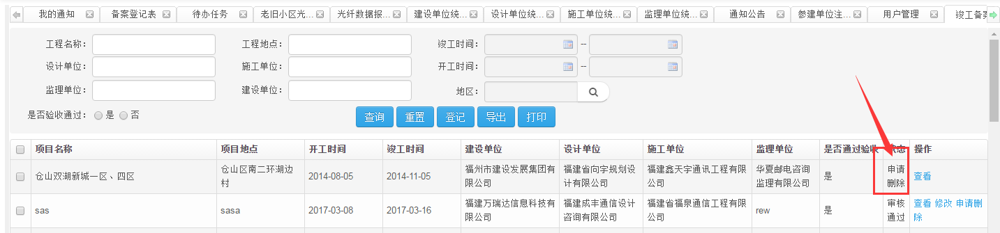 我的通知 备案登记表 待办任务 老旧小区光... 光纤数据报... 建设单位统... 设计单位统... 施工单位统... 监理单位统... 通知公告 参建单位注... 用户管理 竣工备案
工程名称： 工程地点： 竣工时间： --
设计单位： 施工单位： 开工时间： --
监理单位： 建设单位： 地区：
是否验收通过： 是 否 查询 重置 登记 导出 打印
项目名称 项目地点 开工时间 竣工时间 建设单位 设计单位 施工单位 监理单位 是否通过验收 状态 操作
仓山双湖新城一区、四区 仓山区南二环湖边村 2014-08-05 2014-11-05 福州市建设发展集团有限公司 福建省向宇规划设计有限公司 福建鑫天宇通讯工程有限公司 华夏邮电咨询监理有限公司 是 申请删除 查看
sas sasa 2017-03-08 2017-03-16 福建万瑞达信息科技有限公司 福建成丰通信设计咨询有限公司 福建省福泉通信工程有限公司 rew 是 审核通过 查看 修改 申请删除